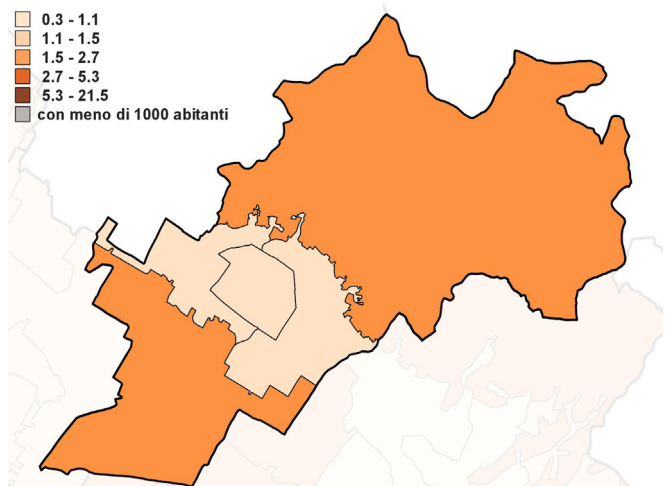 0.3 - 1.1
1.1 - 1.5
1.5 - 2.7
2.7 - 5.3
5.3 - 21.5
con meno di 1000 abitanti